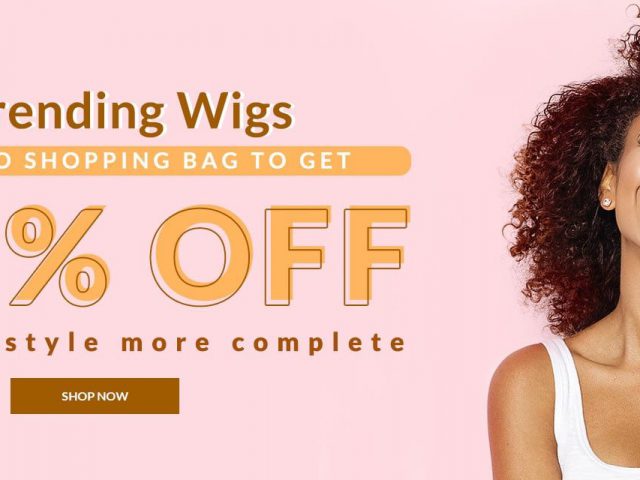 rending Wigs
O SHOPPING BAG TO GET
% OFF
style more complete
SHOP NOW